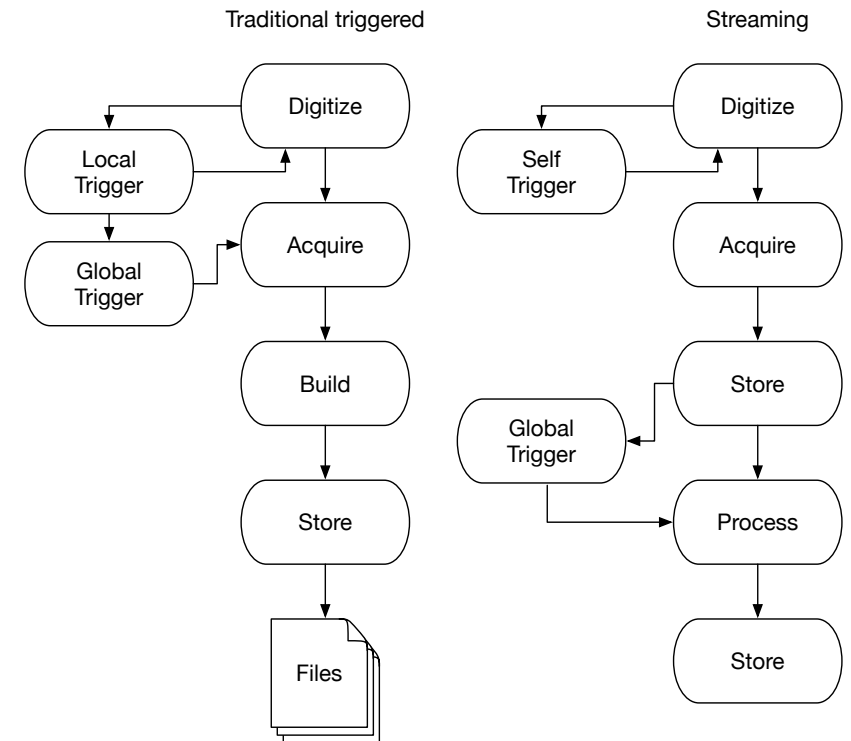 Traditional triggered
Digitize
Local
Trigger
Global
Trigger
Acquire
Build
Store
Files
Streaming
Digitize
Self
Trigger
Acquire
Store
Global
Trigger
Process
Store